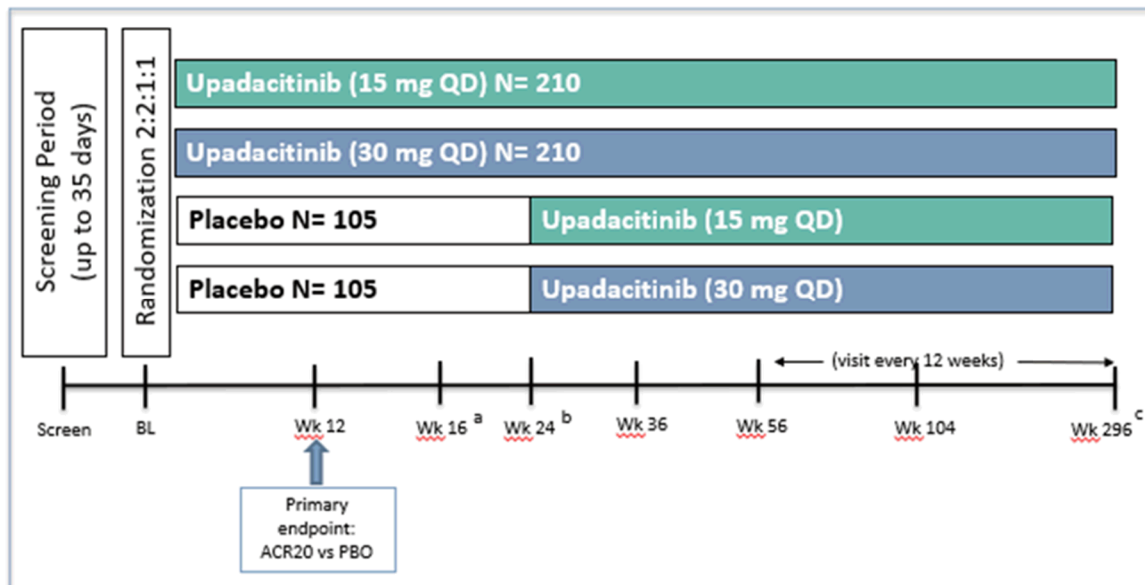 Screening Period
(up to 35 days)
Randomization 2:2:1:1
Upadacitinib (15 mg QD) N= 210
Upadacitinib (30 mg QD) N= 210
Placebo N= 105
Upadacitinib (15 mg QD)
Placebo N= 105
Upadacitinib (30 mg QD)
(visit every 12 weeks)
Screen
BL
Wk 12
Wk 16 a
Wk 24 b
Wk 36
Wk 56
Wk 104
Wk 296 c
Primary
endpoint:
ACR20 vs PBO